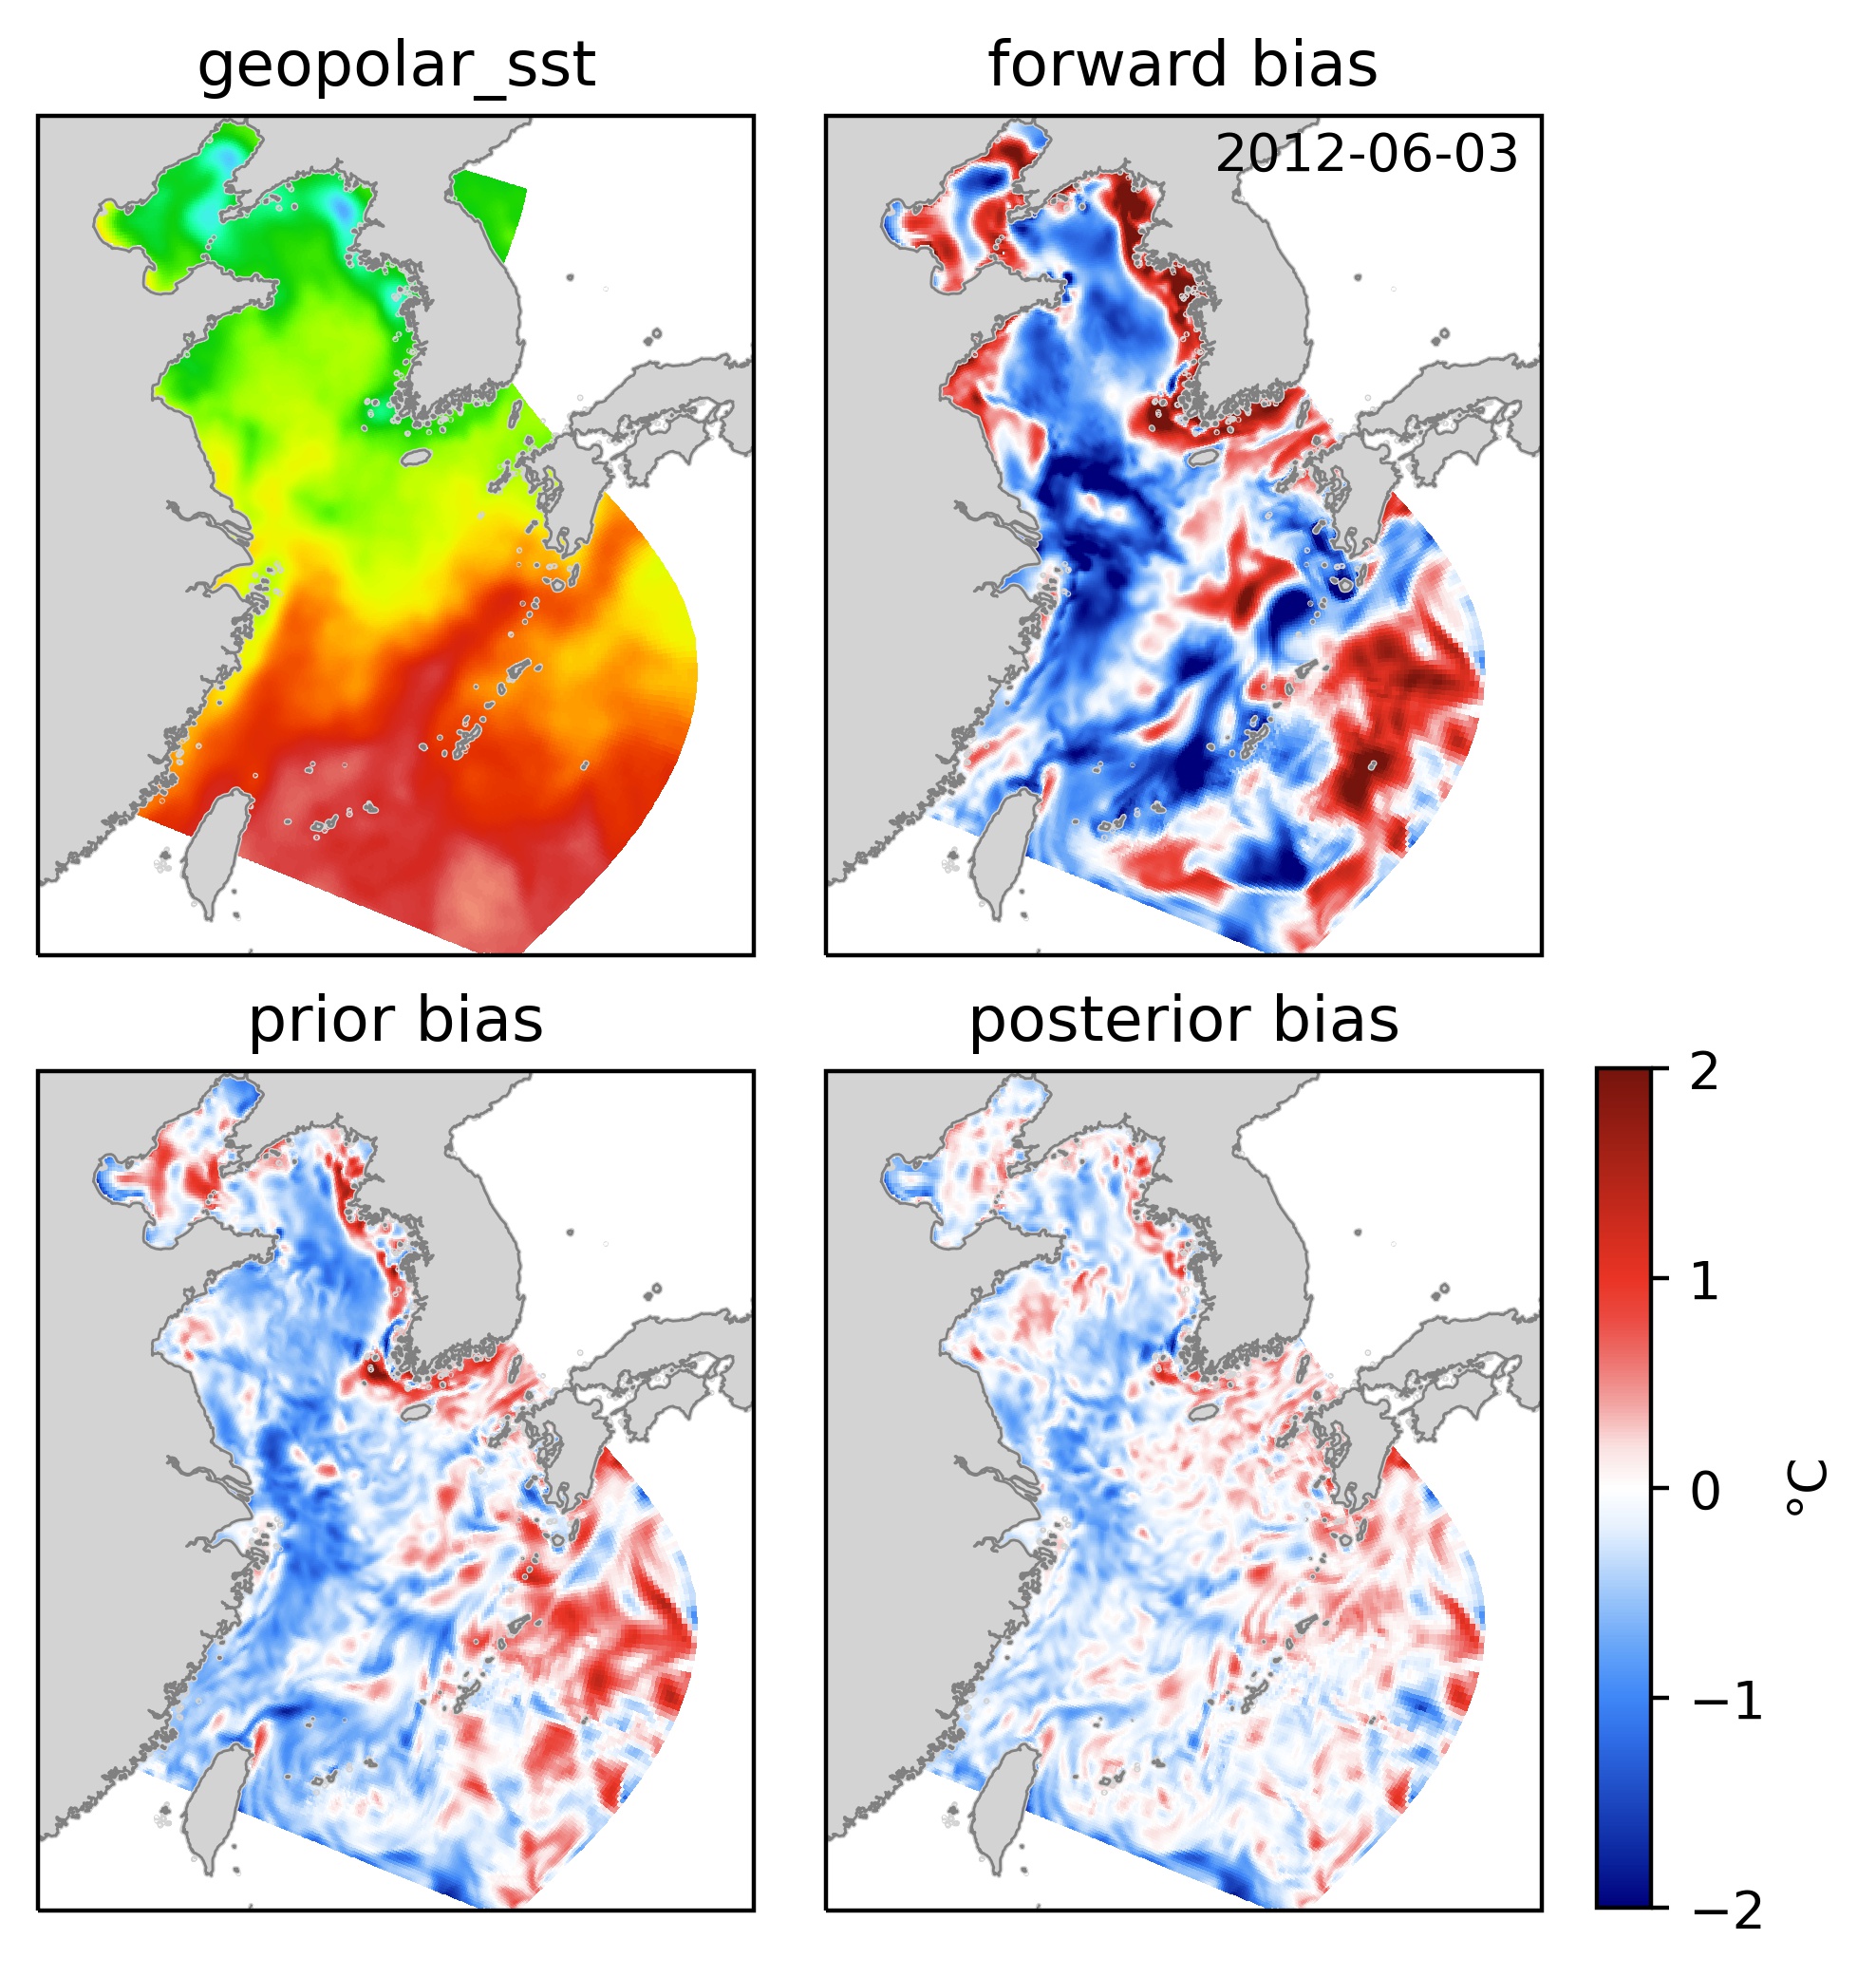 geopolar_sst
forward bias
2012-06-03
prior bias
posterior bias
2
1
0
−1
−2
°C